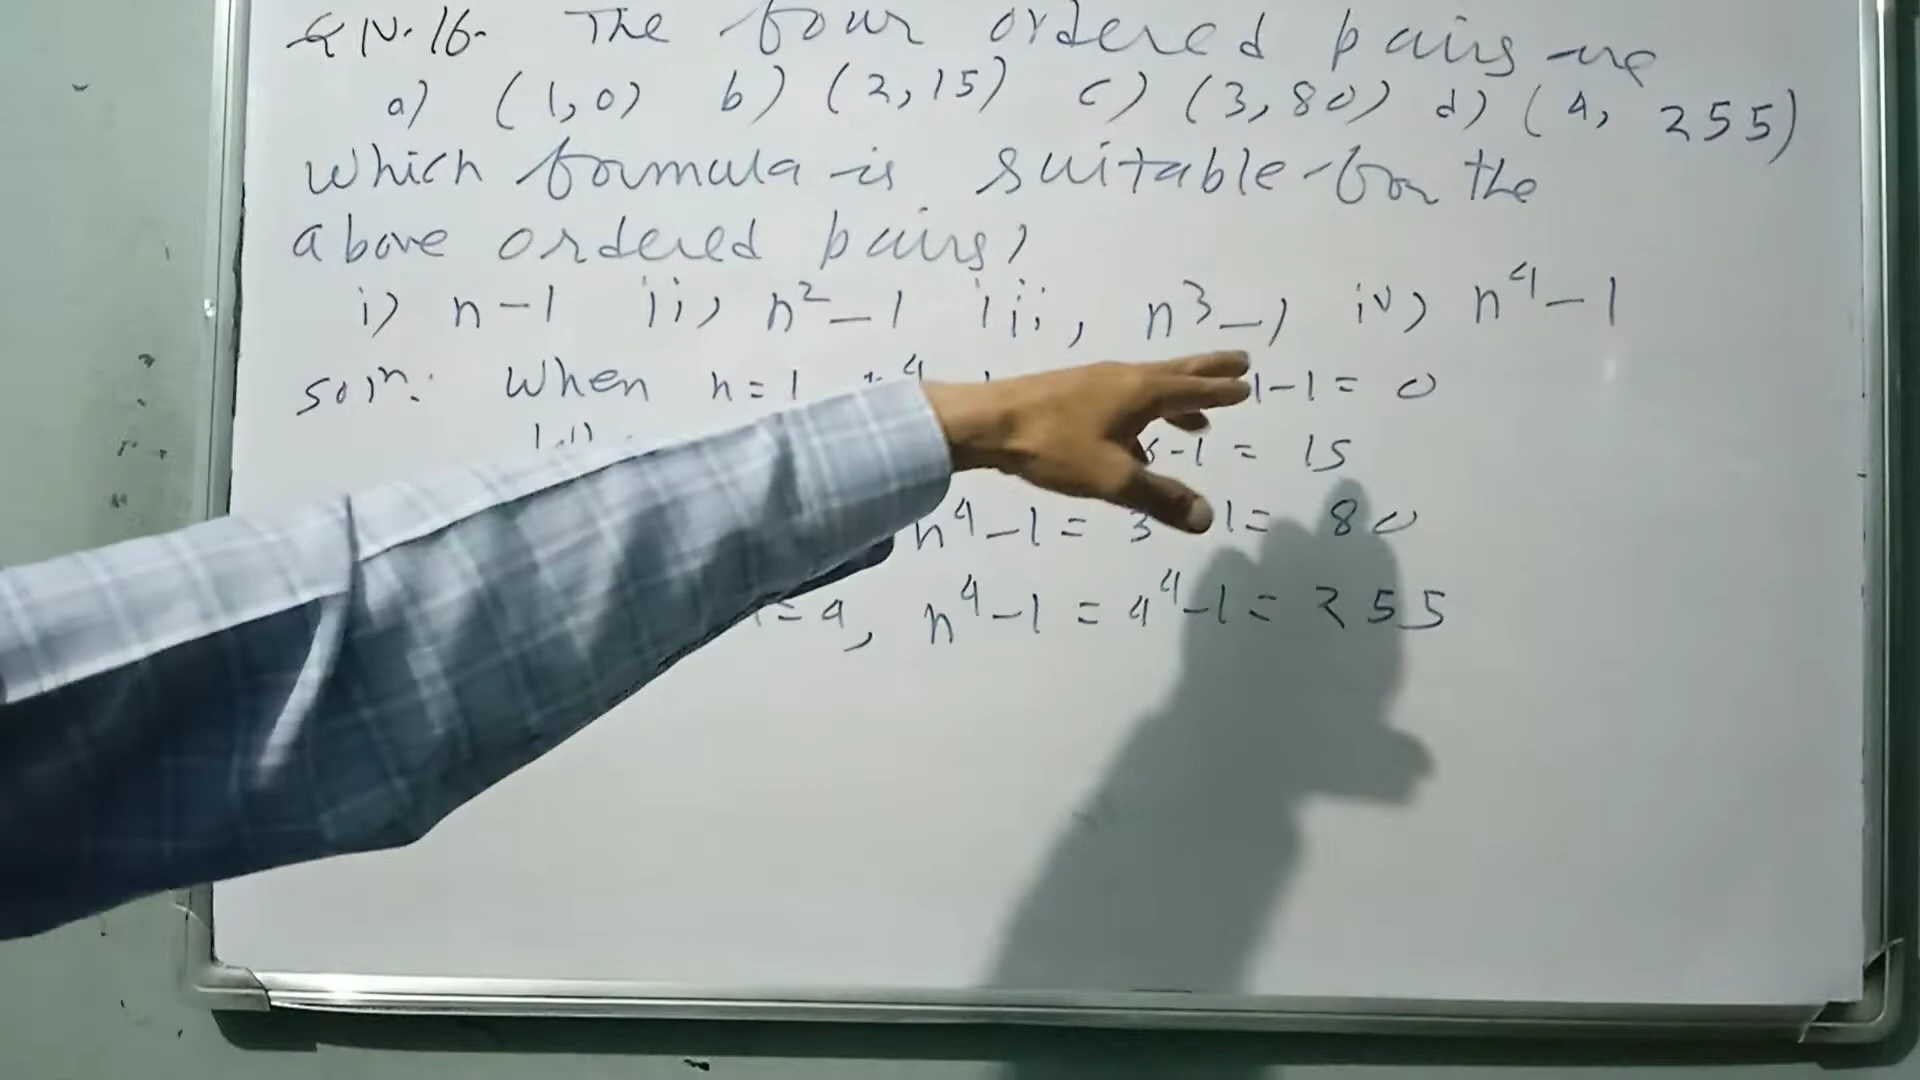 Q N. 16. The four ordered pairs are
a) (1,0) b) (2,15) c) (3,80) d) (4, 255)
which formula is suitable for the
above ordered pairs?
i) n-1 ii) n²-1 iii, n³-1 iv) n⁴-1
Solⁿ: When n=1 1-1= 0
-1 = 15
n⁴-1= 3 1= 80
=4, n⁴-1 = 4⁴-1= 255